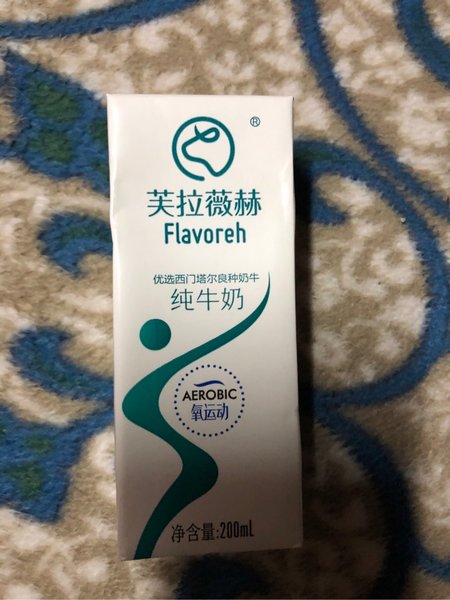 ®
芙拉薇赫
Flavoreh
优选西门塔尔良种奶牛
纯牛奶
AEROBIC
氧运动
净含量:200mL